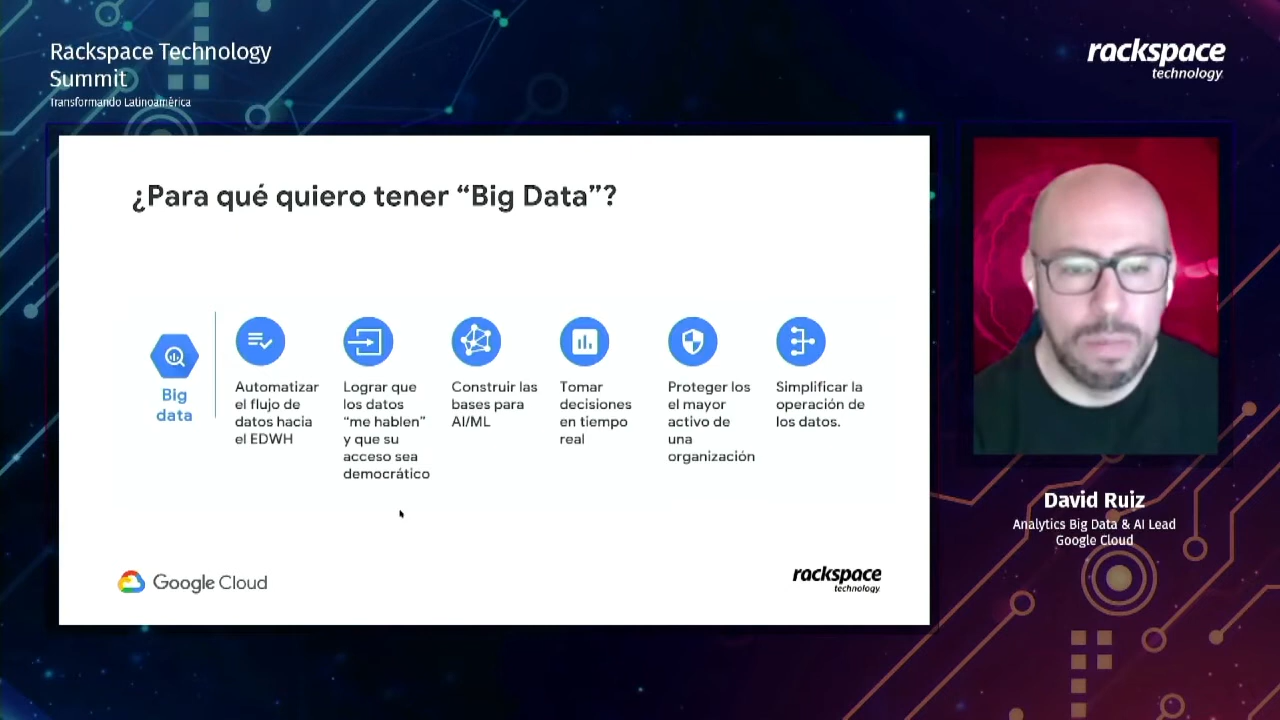 Rackspace Technology
Summit
Transformando Latinoamérica
rackspace
technology.
¿Para qué quiero tener “Big Data”?
Big
data
Automatizar
el flujo de
datos hacia
el EDWH
Lograr que
los datos
“me hablen”
y que su
acceso sea
democrático
Construir las
bases para
AI/ML
Tomar
decisiones
en tiempo
real
Proteger los
el mayor
activo de
una
organización
Simplificar la
operación de
los datos.
Google Cloud
rackspace
technology.
David Ruiz
Analytics Big Data & AI Lead
Google Cloud